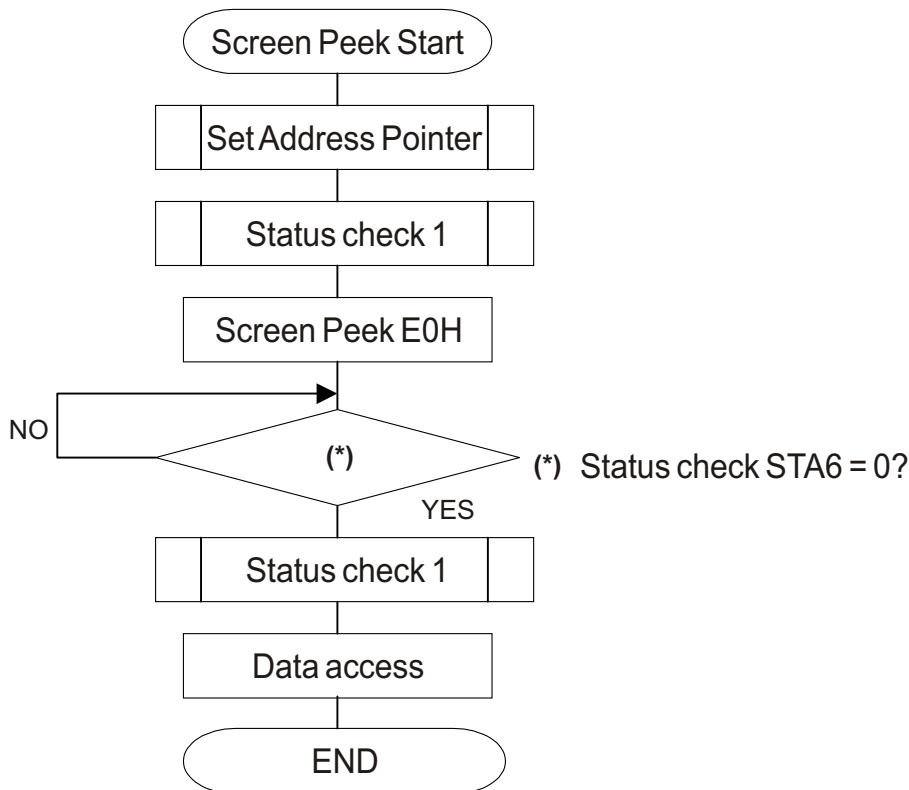 Screen Peek Start
Set Address Pointer
Status check 1
Screen Peek E0H
NO
(*)
(*) Status check STA6 = 0?
YES
Status check 1
Data access
END